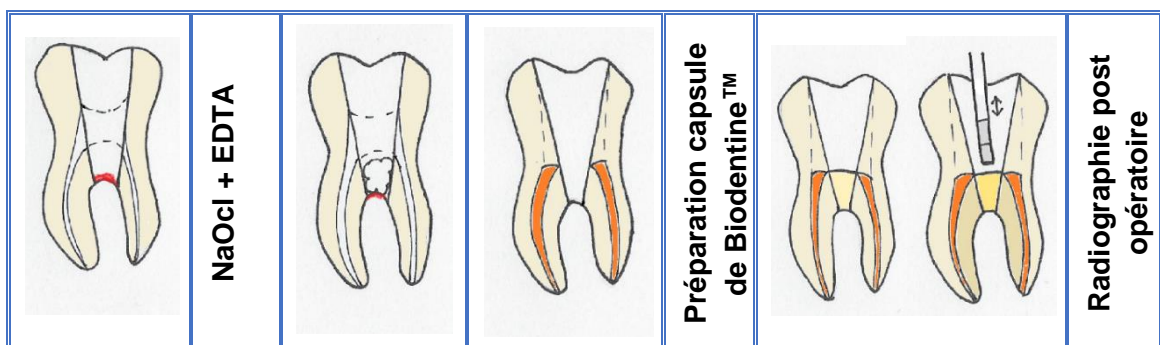 NaOcl + EDTA
Préparation capsule
de Biodentine™
Radiographie post
opératoire